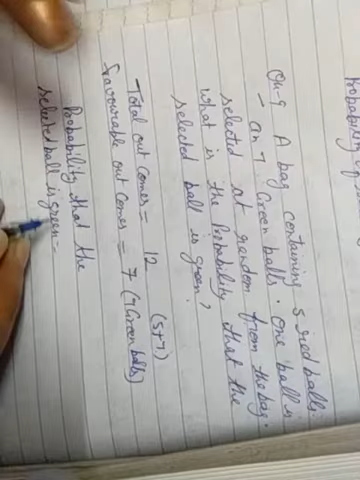 Probability
Qu-9 A bag containing 5 red balls
an 7 Green balls. One ball is
selected at random from the bag.
What is the Probability that the
selected ball is green?
Total out comes = 12 (5+7)
Favourable out comes = 7 (7 Green balls)
Probability that the
selected ball is green =